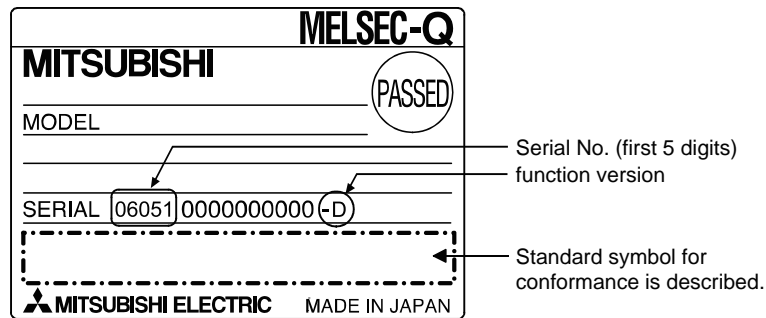 MELSEC-Q
MITSUBISHI
PASSED
MODEL
Serial No. (first 5 digits)
function version
SERIAL 06051 0000000000 -D
Standard symbol for
conformance is described.
MITSUBISHI ELECTRIC MADE IN JAPAN